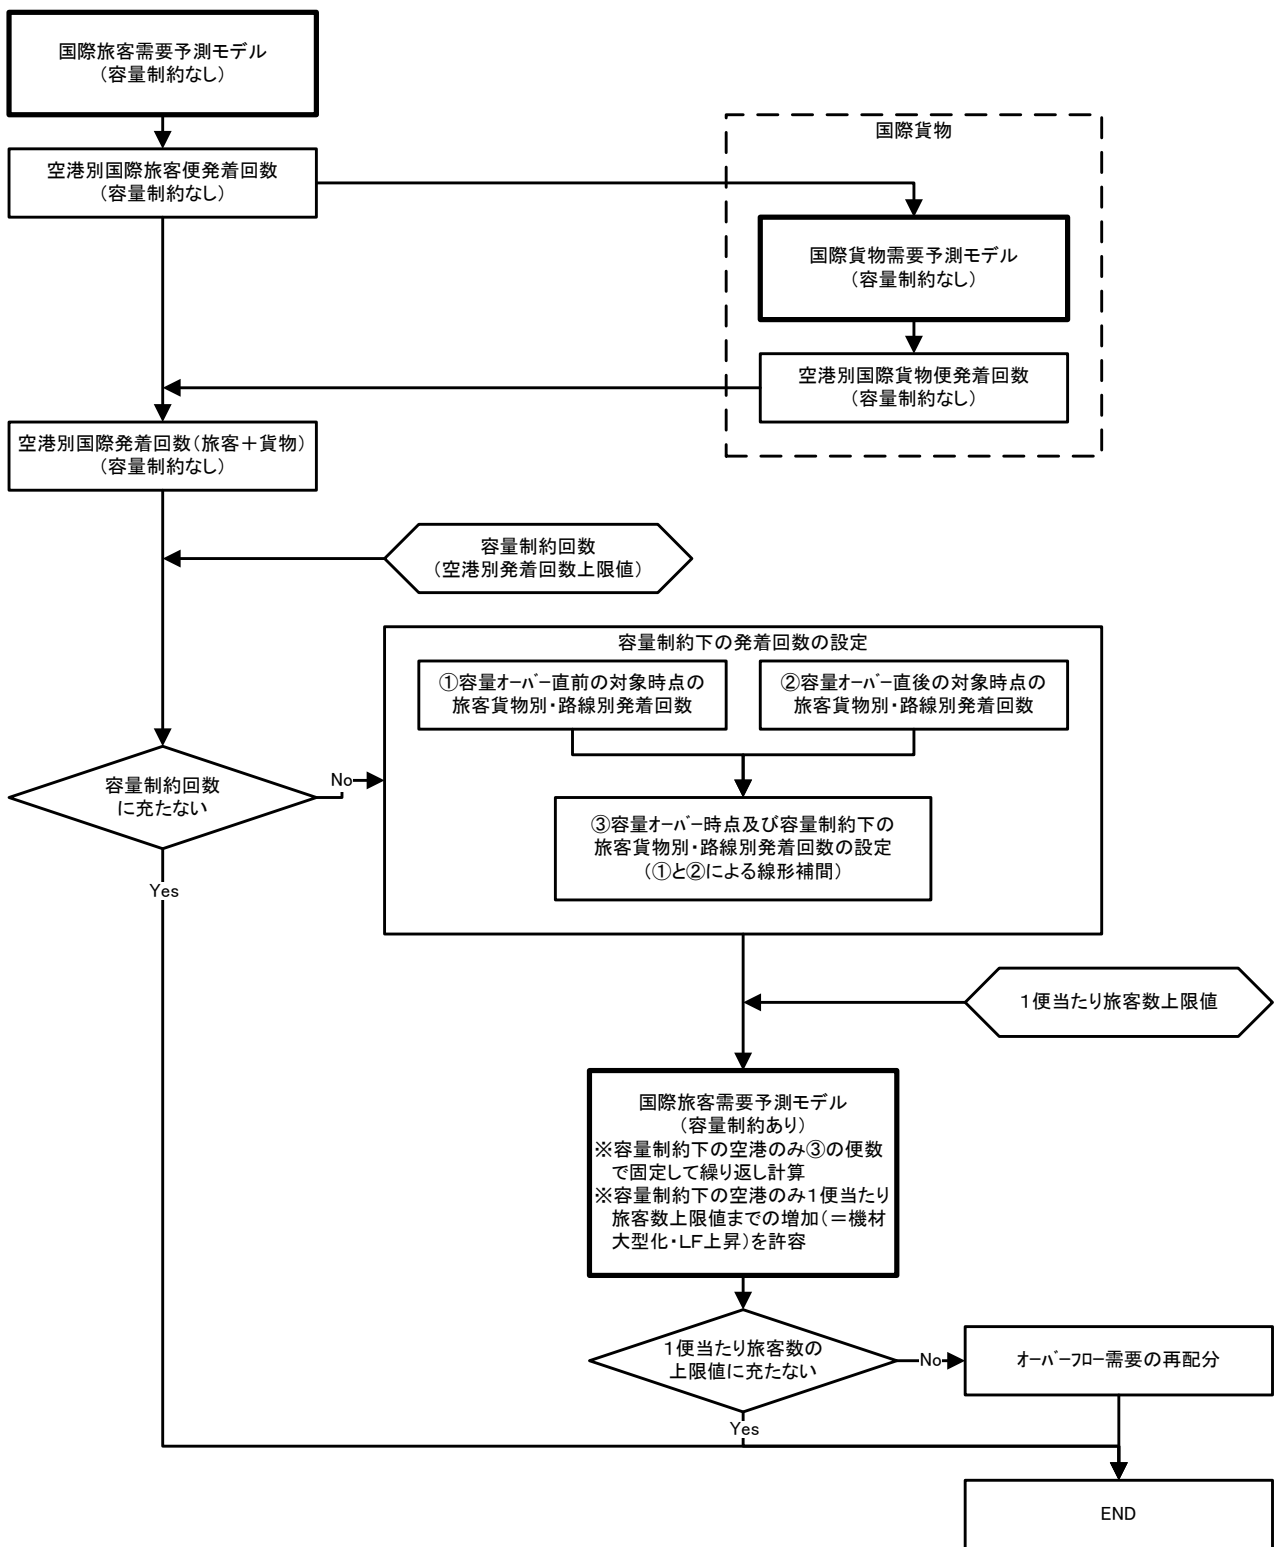 国際旅客需要予測モデル
（容量制約なし）
国際貨物
空港別国際旅客便発着回数
（容量制約なし）
国際貨物需要予測モデル
（容量制約なし）
空港別国際貨物便発着回数
（容量制約なし）
空港別国際発着回数（旅客＋貨物）
（容量制約なし）
容量制約回数
（空港別発着回数上限値）
容量制約下の発着回数の設定
①容量ｵｰﾊﾞｰ直前の対象時点の
旅客貨物別・路線別発着回数
②容量ｵｰﾊﾞｰ直後の対象時点の
旅客貨物別・路線別発着回数
容量制約回数
に充たない
No
③容量ｵｰﾊﾞｰ時点及び容量制約下の
旅客貨物別・路線別発着回数の設定
（①と②による線形補間）
Yes
１便当たり旅客数上限値
国際旅客需要予測モデル
（容量制約あり）
※容量制約下の空港のみ③の便数
で固定して繰り返し計算
※容量制約下の空港のみ１便当たり
旅客数上限値までの増加（＝機材
大型化・LF上昇）を許容
１便当たり旅客数の
上限値に充たない
No
ｵｰﾊﾞｰﾌﾛｰ需要の再配分
Yes
END